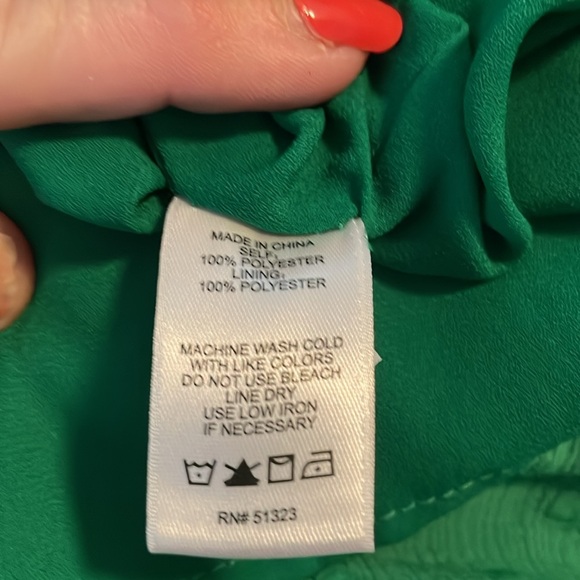 MADE IN CHINA
SELF:
100% POLYESTER
LINING:
100% POLYESTER
MACHINE WASH COLD
WITH LIKE COLORS
DO NOT USE BLEACH
LINE DRY
USE LOW IRON
IF NECESSARY
RN# 51323